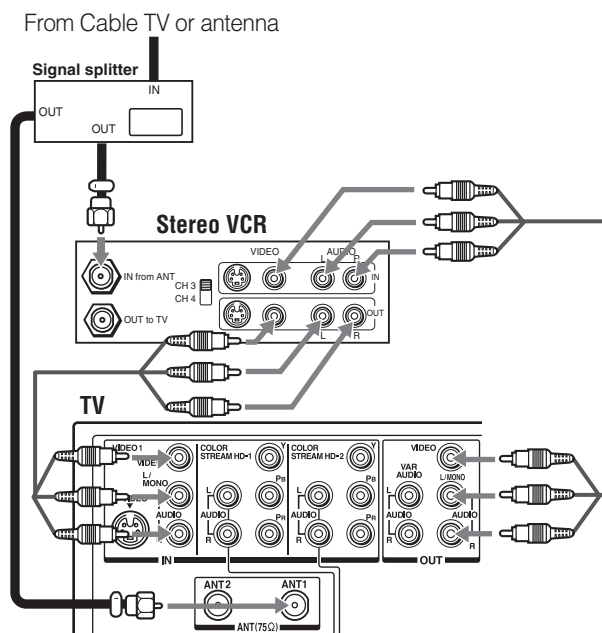 From Cable TV or antenna
Signal splitter
IN
OUT
OUT
Stereo VCR
VIDEO
AUDIO
L
R
IN from ANT
IN
CH 3
CH 4
OUT to TV
OUT
L
R
TV
VIDEO 1
L/
MONO
AUDIO
IN
COLOR
STREAM HD-1
Y
PB
PR
L
AUDIO
R
COLOR
STREAM HD-2
Y
PB
PR
L
AUDIO
R
VIDEO
VAR
AUDIO
L/MONO
L
AUDIO
R
R
OUT
ANT2
ANT1
ANT(75Ω)